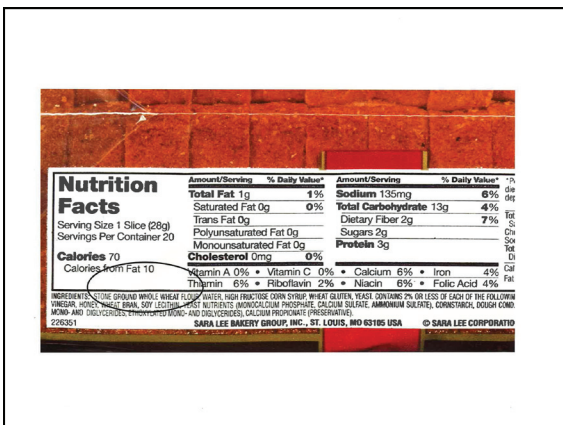 Nutrition Facts
Serving Size 1 Slice (28g)
Servings Per Container 20
Calories 70
Calories from Fat 10
Amount/Serving % Daily Value*
Total Fat 1g 1%
Saturated Fat 0g 0%
Trans Fat 0g
Polyunsaturated Fat 0g
Monounsaturated Fat 0g
Cholesterol 0mg 0%
Amount/Serving % Daily Value*
Sodium 135mg 6%
Total Carbohydrate 13g 4%
Dietary Fiber 2g 7%
Sugars 2g
Protein 3g
Vitamin A 0% • Vitamin C 0% • Calcium 6% • Iron 4%
Thiamin 6% • Riboflavin 2% • Niacin 6% • Folic Acid 4%
INGREDIENTS: STONE GROUND WHOLE WHEAT FLOUR, WATER, HIGH FRUCTOSE CORN SYRUP, WHEAT GLUTEN, YEAST. CONTAINS 2% OR LESS OF EACH OF THE FOLLOWIN
VINEGAR, HONEY, WHEAT BRAN, SOY LECITHIN, YEAST NUTRIENTS (MONOCALCIUM PHOSPHATE, CALCIUM SULFATE, AMMONIUM SULFATE), CORNSTARCH, DOUGH COND
MONO- AND DIGLYCERIDES, ETHOXYLATED MONO- AND DIGLYCERIDES), CALCIUM PROPIONATE (PRESERVATIVE).
226351 SARA LEE BAKERY GROUP, INC., ST. LOUIS, MO 63105 USA © SARA LEE CORPORATIO